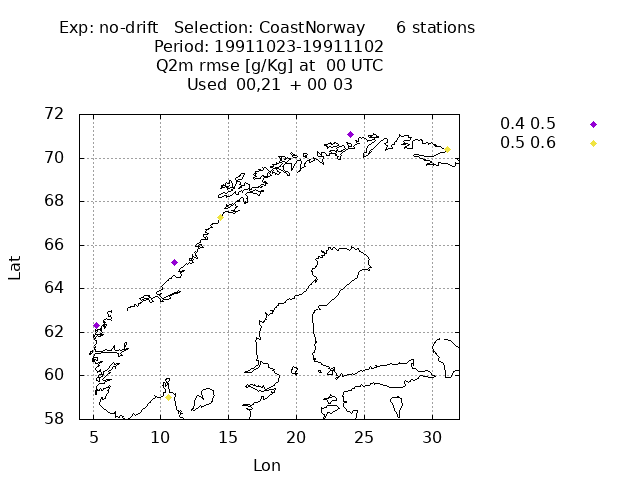 Exp: no-drift   Selection: CoastNorway      6 stations
Period: 19911023-19911102
Q2m rmse [g/Kg] at  00 UTC
Used  00,21  + 00 03
0.4 0.5
0.5 0.6
Lat
72
70
68
66
64
62
60
58
5 10 15 20 25 30
Lon